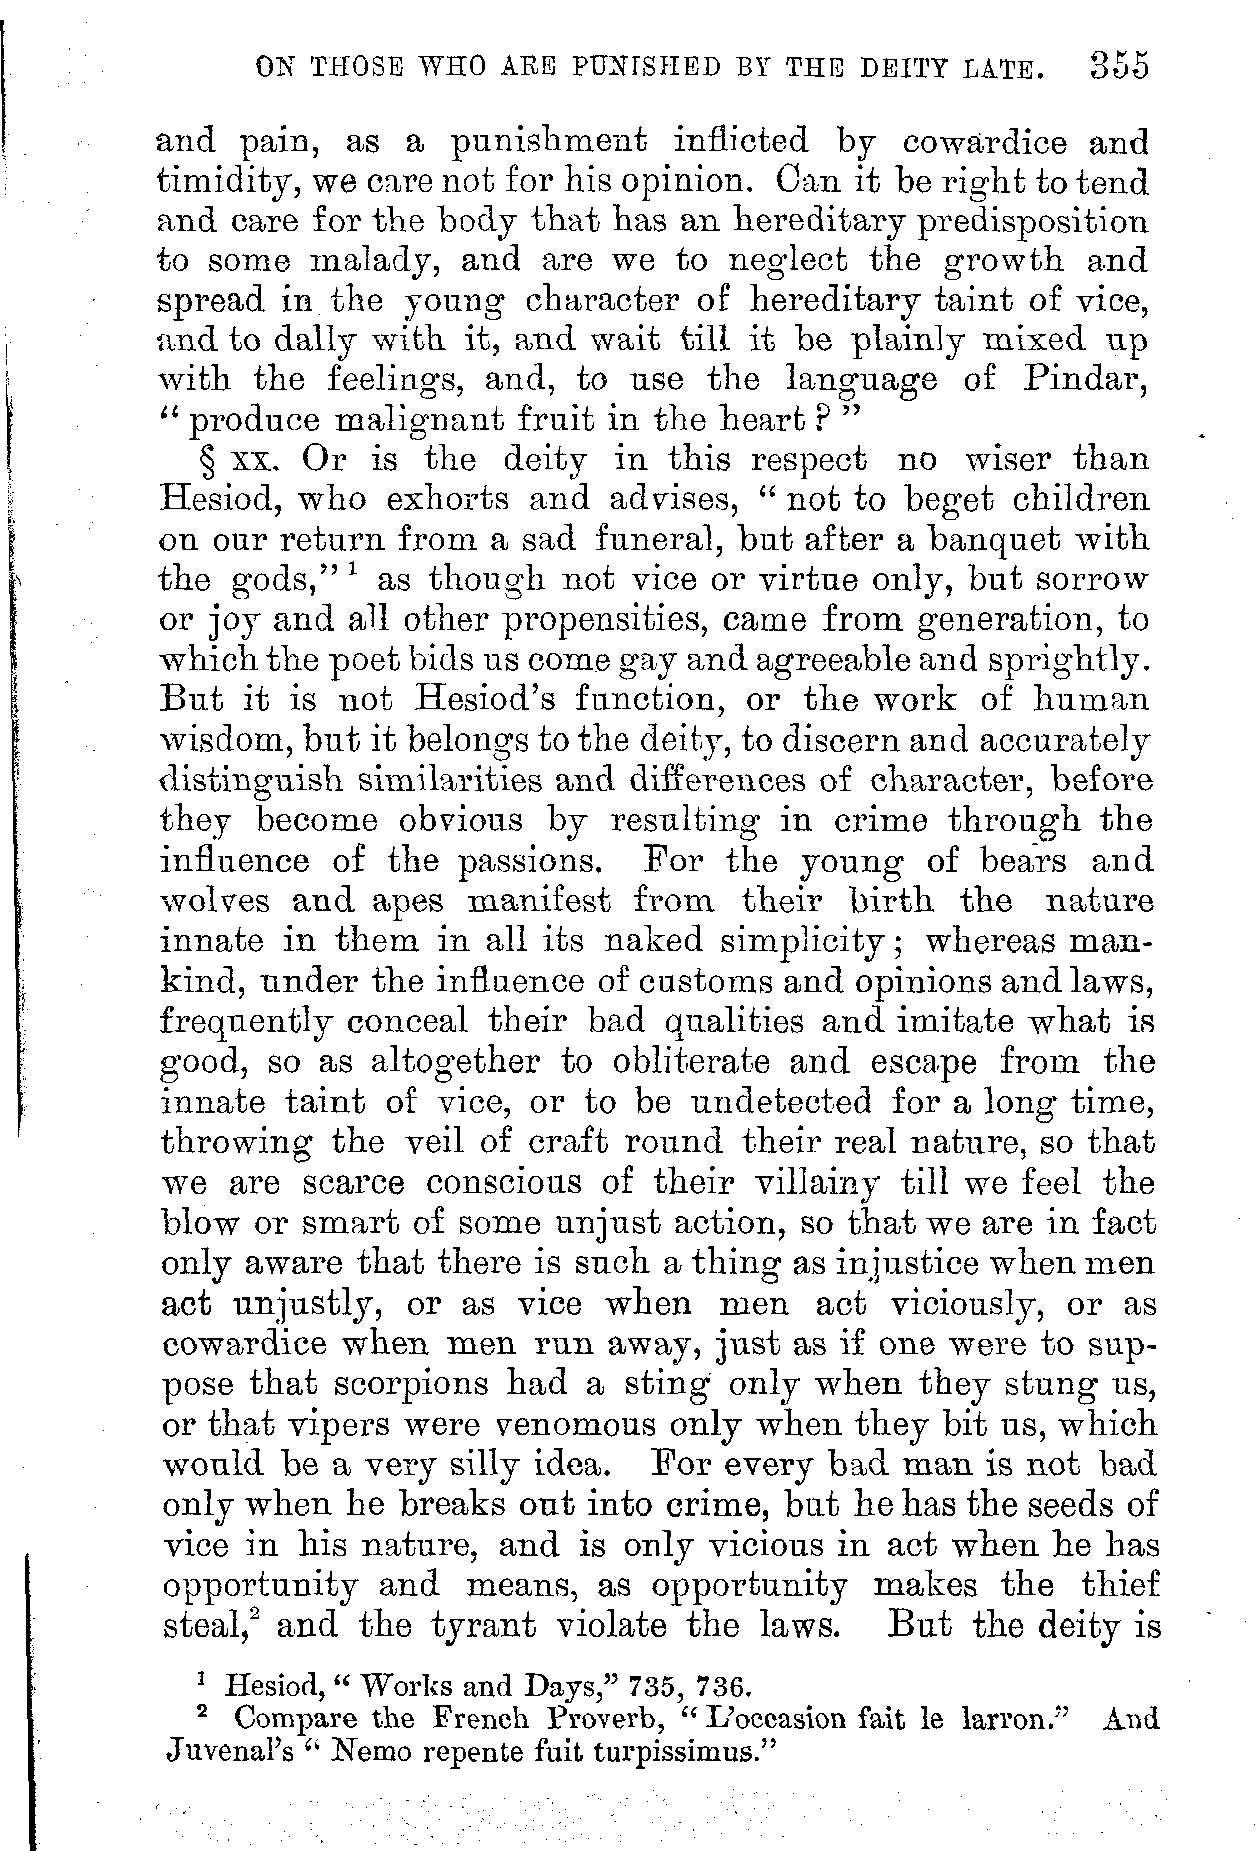 ON THOSE WHO ARE PUNISHED BY THE DEITY LATE. 355
and pain, as a punishment inflicted by cowardice and
timidity, we care not for his opinion. Can it be right to tend
and care for the body that has an hereditary predisposition
to some malady, and are we to neglect the growth and
spread in the young character of hereditary taint of vice,
and to dally with it, and wait till it be plainly mixed up
with the feelings, and, to use the language of Pindar,
“produce malignant fruit in the heart?”
§ XX. Or is the deity in this respect no wiser than
Hesiod, who exhorts and advises, “not to beget children
on our return from a sad funeral, but after a banquet with
the gods,”¹ as though not vice or virtue only, but sorrow
or joy and all other propensities, came from generation, to
which the poet bids us come gay and agreeable and sprightly.
But it is not Hesiod's function, or the work of human
wisdom, but it belongs to the deity, to discern and accurately
distinguish similarities and differences of character, before
they become obvious by resulting in crime through the
influence of the passions. For the young of bears and
wolves and apes manifest from their birth the nature
innate in them in all its naked simplicity; whereas man-
kind, under the influence of customs and opinions and laws,
frequently conceal their bad qualities and imitate what is
good, so as altogether to obliterate and escape from the
innate taint of vice, or to be undetected for a long time,
throwing the veil of craft round their real nature, so that
we are scarce conscious of their villainy till we feel the
blow or smart of some unjust action, so that we are in fact
only aware that there is such a thing as injustice when men
act unjustly, or as vice when men act viciously, or as
cowardice when men run away, just as if one were to sup-
pose that scorpions had a sting only when they stung us,
or that vipers were venomous only when they bit us, which
would be a very silly idea. For every bad man is not bad
only when he breaks out into crime, but he has the seeds of
vice in his nature, and is only vicious in act when he has
opportunity and means, as opportunity makes the thief
steal,² and the tyrant violate the laws. But the deity is
¹ Hesiod, “Works and Days,” 735, 736.
² Compare the French Proverb, “L'occasion fait le larron.” And
Juvenal's “Nemo repente fuit turpissimus.”